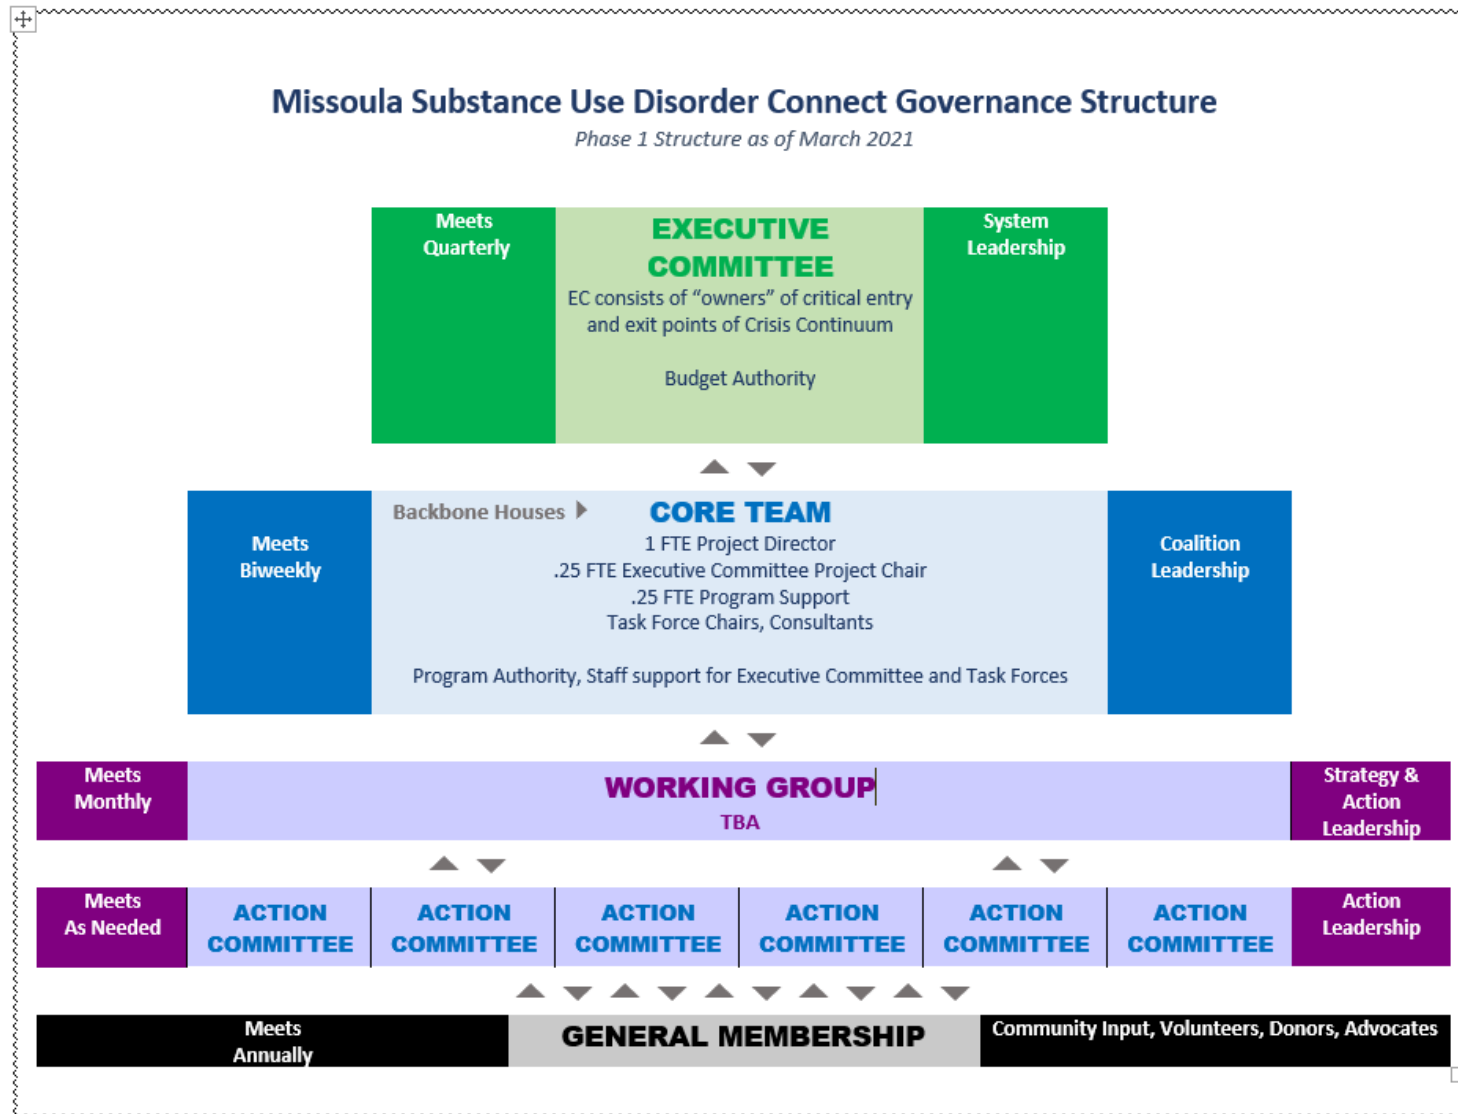 Missoula Substance Use Disorder Connect Governance Structure
Phase 1 Structure as of March 2021
Meets
Quarterly
EXECUTIVE
COMMITTEE
EC consists of “owners” of critical entry
and exit points of Crisis Continuum
Budget Authority
System
Leadership
Meets
Biweekly
Backbone Houses
CORE TEAM
1 FTE Project Director
.25 FTE Executive Committee Project Chair
.25 FTE Program Support
Task Force Chairs, Consultants
Program Authority, Staff support for Executive Committee and Task Forces
Coalition
Leadership
Meets
Monthly
WORKING GROUP
TBA
Strategy &
Action
Leadership
Meets
As Needed
ACTION
COMMITTEE
ACTION
COMMITTEE
ACTION
COMMITTEE
ACTION
COMMITTEE
ACTION
COMMITTEE
ACTION
COMMITTEE
Action
Leadership
Meets
Annually
GENERAL MEMBERSHIP
Community Input, Volunteers, Donors, Advocates